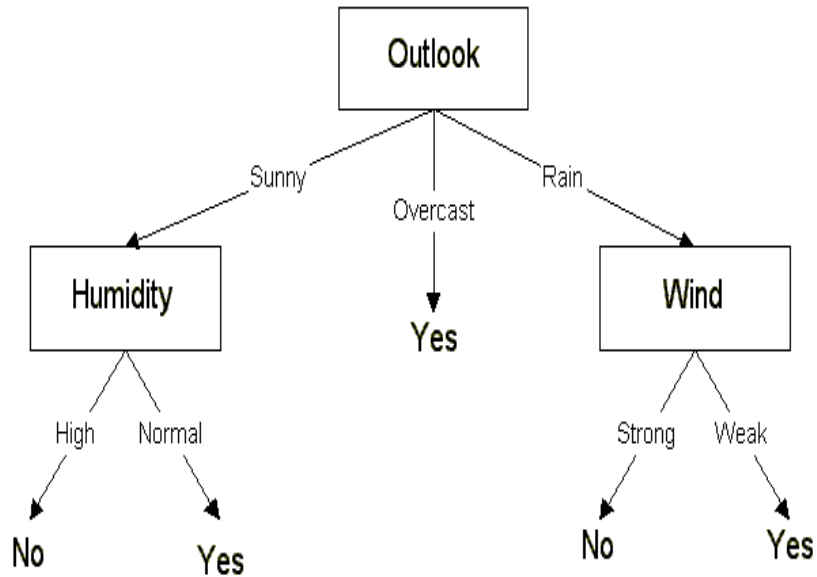 Outlook
Sunny
Overcast
Rain
Humidity
Yes
Wind
High
Normal
Strong
Weak
No
Yes
No
Yes